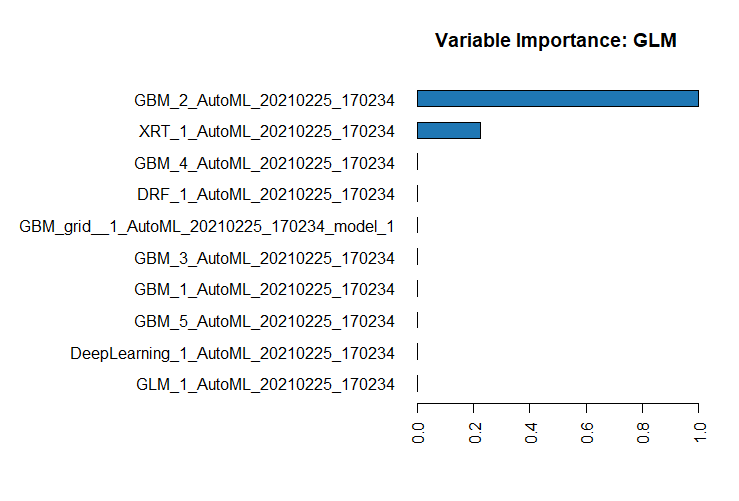 Variable Importance: GLM
GBM_2_AutoML_20210225_170234
XRT_1_AutoML_20210225_170234
GBM_4_AutoML_20210225_170234
DRF_1_AutoML_20210225_170234
GBM_grid__1_AutoML_20210225_170234_model_1
GBM_3_AutoML_20210225_170234
GBM_1_AutoML_20210225_170234
GBM_5_AutoML_20210225_170234
DeepLearning_1_AutoML_20210225_170234
GLM_1_AutoML_20210225_170234
0.0 0.2 0.4 0.6 0.8 1.0